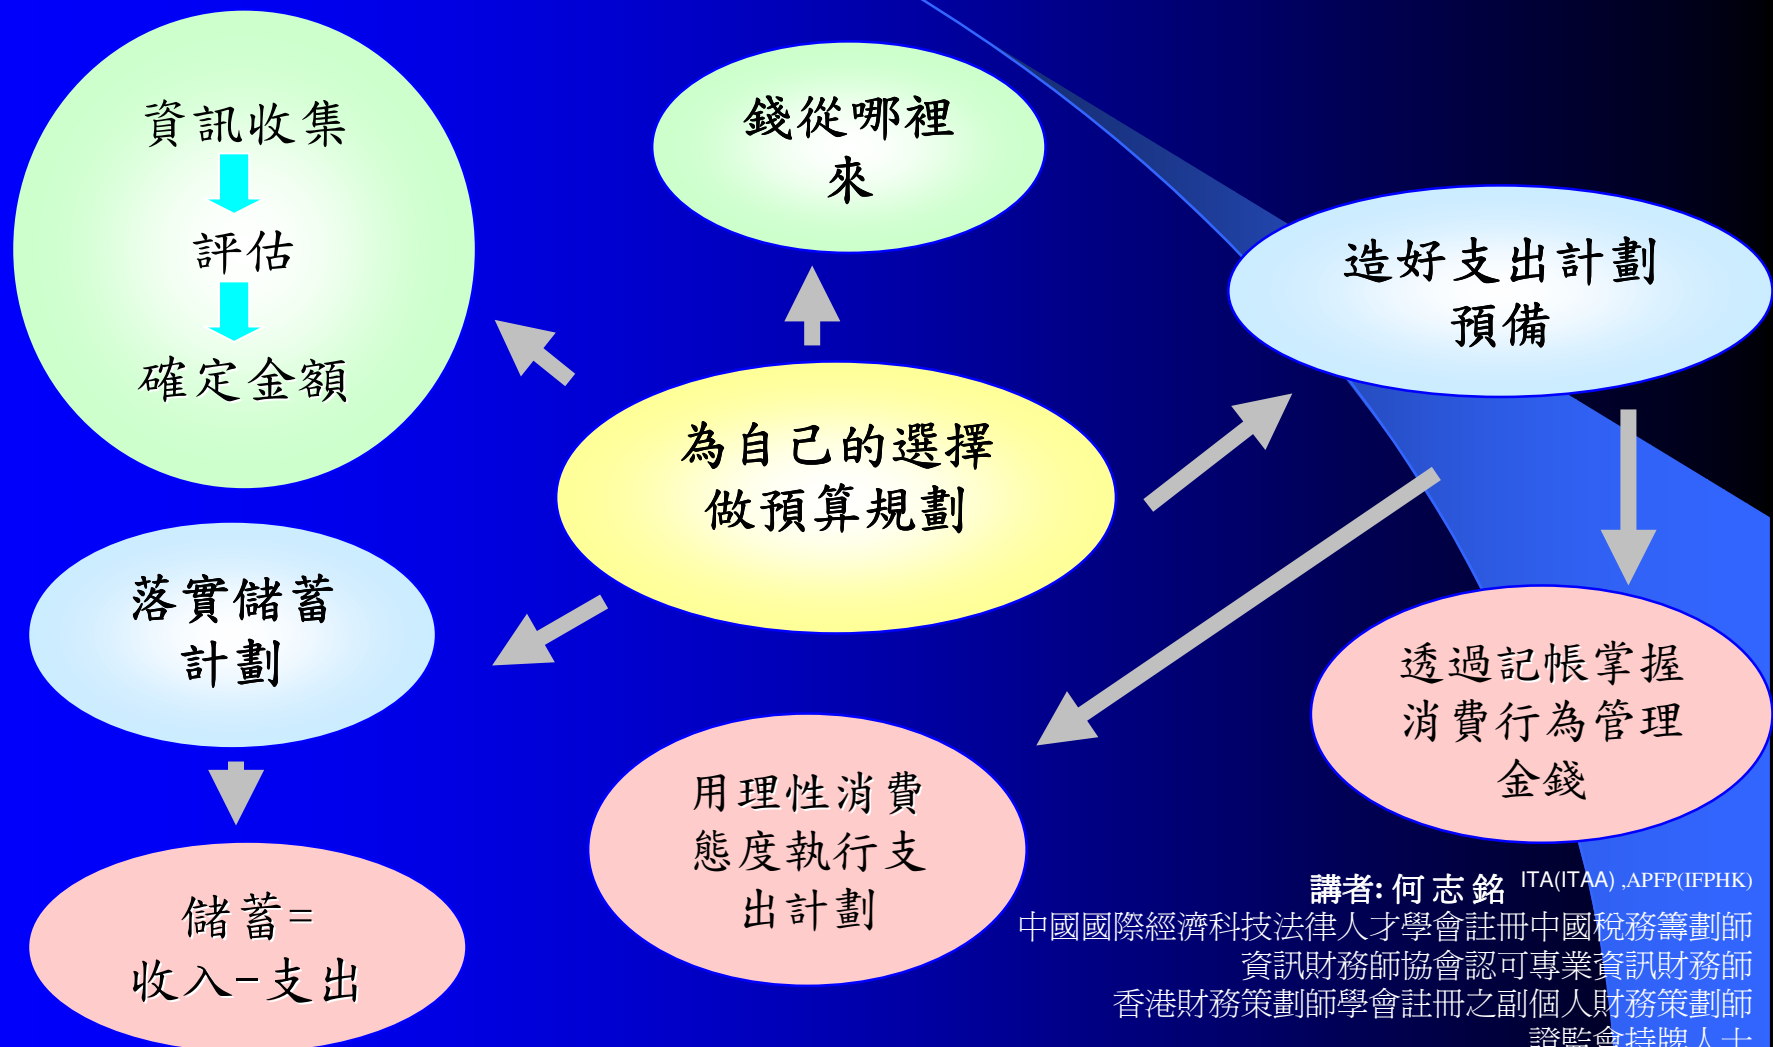 資訊收集
評估
確定金額
錢從哪裡
來
造好支出計劃
預備
為自己的選擇
做預算規劃
落實儲蓄
計劃
儲蓄=
收入-支出
用理性消費
態度執行支
出計劃
透過記帳掌握
消費行為管理
金錢
講者: 何 志 銘 ITA(ITAA) ,APFP(IFPHK)
中國國際經濟科技法律人才學會註冊中國稅務籌劃師
資訊財務師協會認可專業資訊財務師
香港財務策劃師學會註冊之副個人財務策劃師
證監會持牌人士